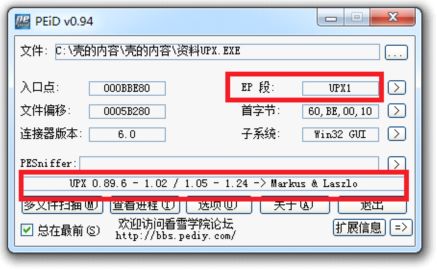 PEiD v0.94
文件: C:\壳的内容\壳的内容\资料UPX.EXE ...
入口点: 000BBE80 EP 段: UPX1 >
文件偏移: 0005B280 首字节: 60,BE,00,10 >
连接器版本: 6.0 子系统: Win32 GUI >
PESniffer: >
UPX 0.89.6 - 1.02 / 1.05 - 1.24 -> Markus & Laszlo
多文件扫描(M) 查看进程(T) 选项(O) 关于(A) 退出
总在最前(S) 欢迎访问看雪学院论坛 扩展信息 =>
http://bbs.pediy.com/